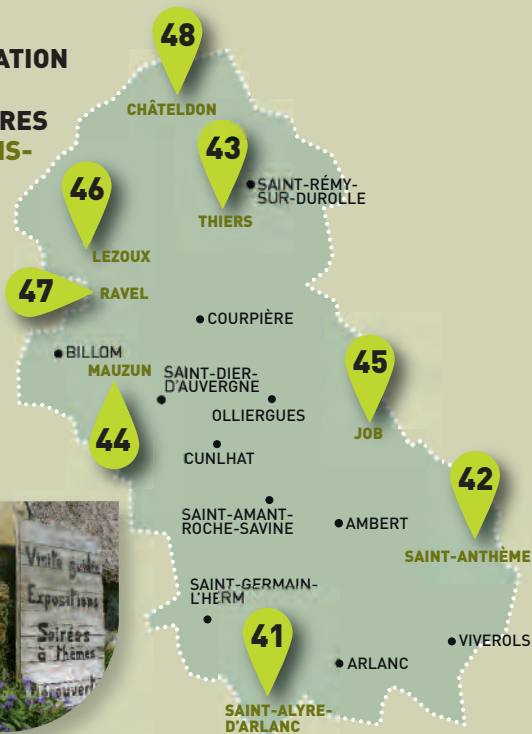 48
ATION
CHÂTELDON
RES
IS-
43
SAINT-RÉMY-
SUR-DUROLLE
46
THIERS
LEZOUX
47
RAVEL
COURPIÈRE
BILLOM
MAUZUN
SAINT-DIER-
D'AUVERGNE
45
OLLIERGUES
JOB
44
CUNLHAT
42
SAINT-AMANT-
ROCHE-SAVINE
AMBERT
SAINT-ANTHÈME
Visite guidée
Expositions
Soirées
à thèmes
SAINT-GERMAIN-
L'HERM
41
VIVEROLS
ARLANC
SAINT-ALYRE-
D'ARLANC